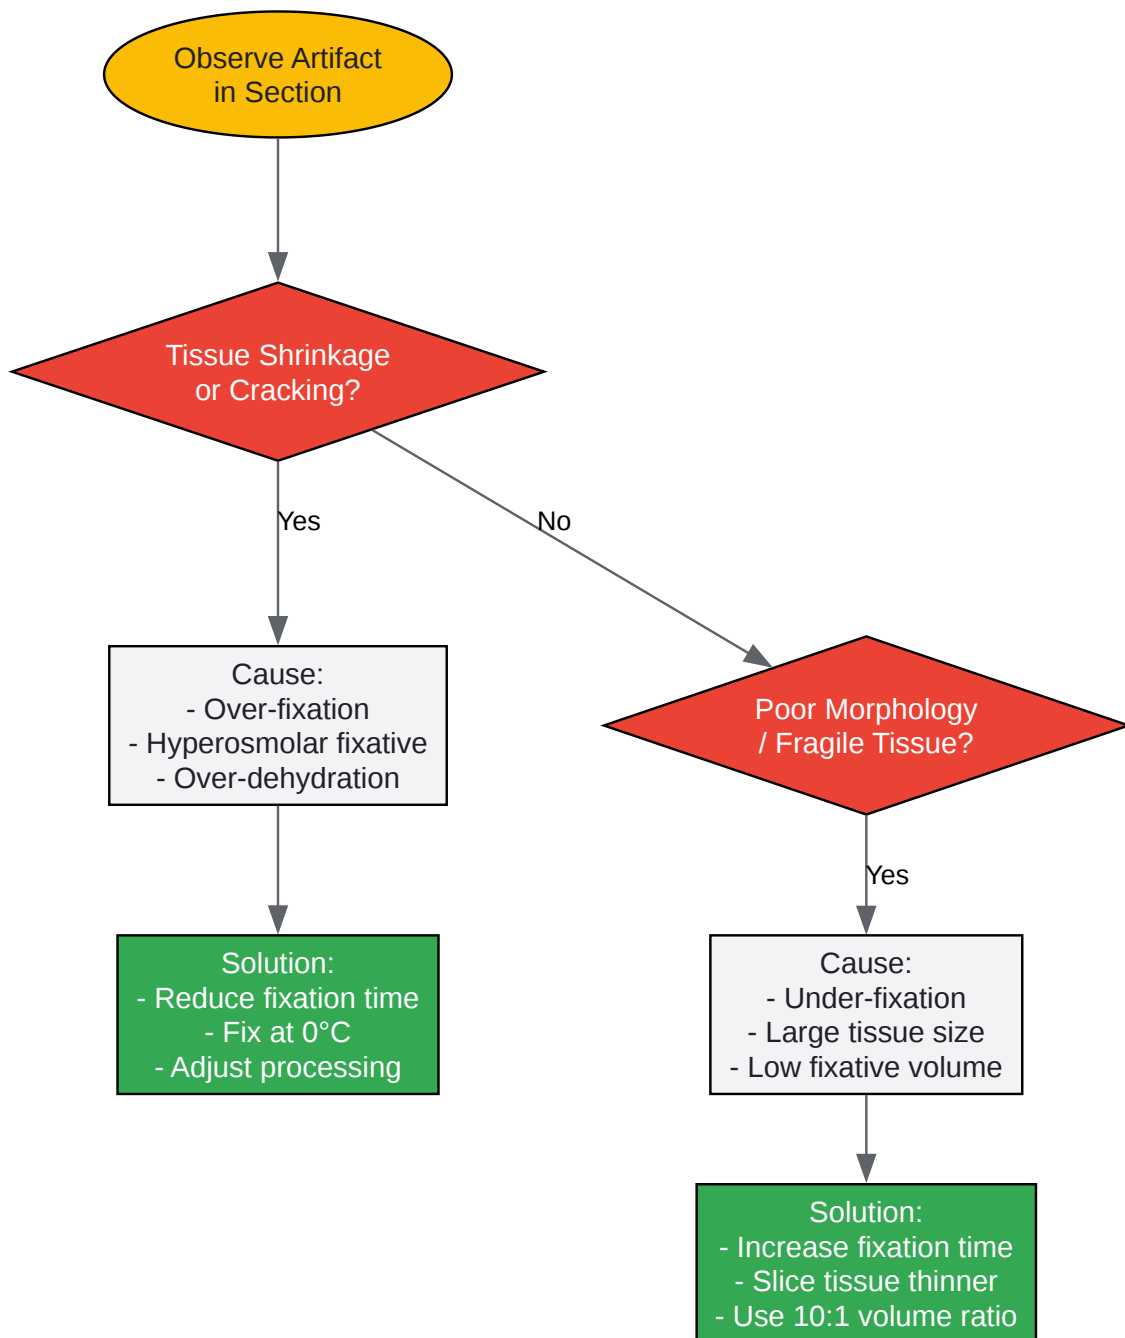 Observe Artifact
in Section
Tissue Shrinkage
or Cracking?
Yes
No
Cause:
- Over-fixation
- Hyperosmolar fixative
- Over-dehydration
Poor Morphology
/ Fragile Tissue?
Yes
Solution:
- Reduce fixation time
- Fix at 0°C
- Adjust processing
Cause:
- Under-fixation
- Large tissue size
- Low fixative volume
Solution:
- Increase fixation time
- Slice tissue thinner
- Use 10:1 volume ratio